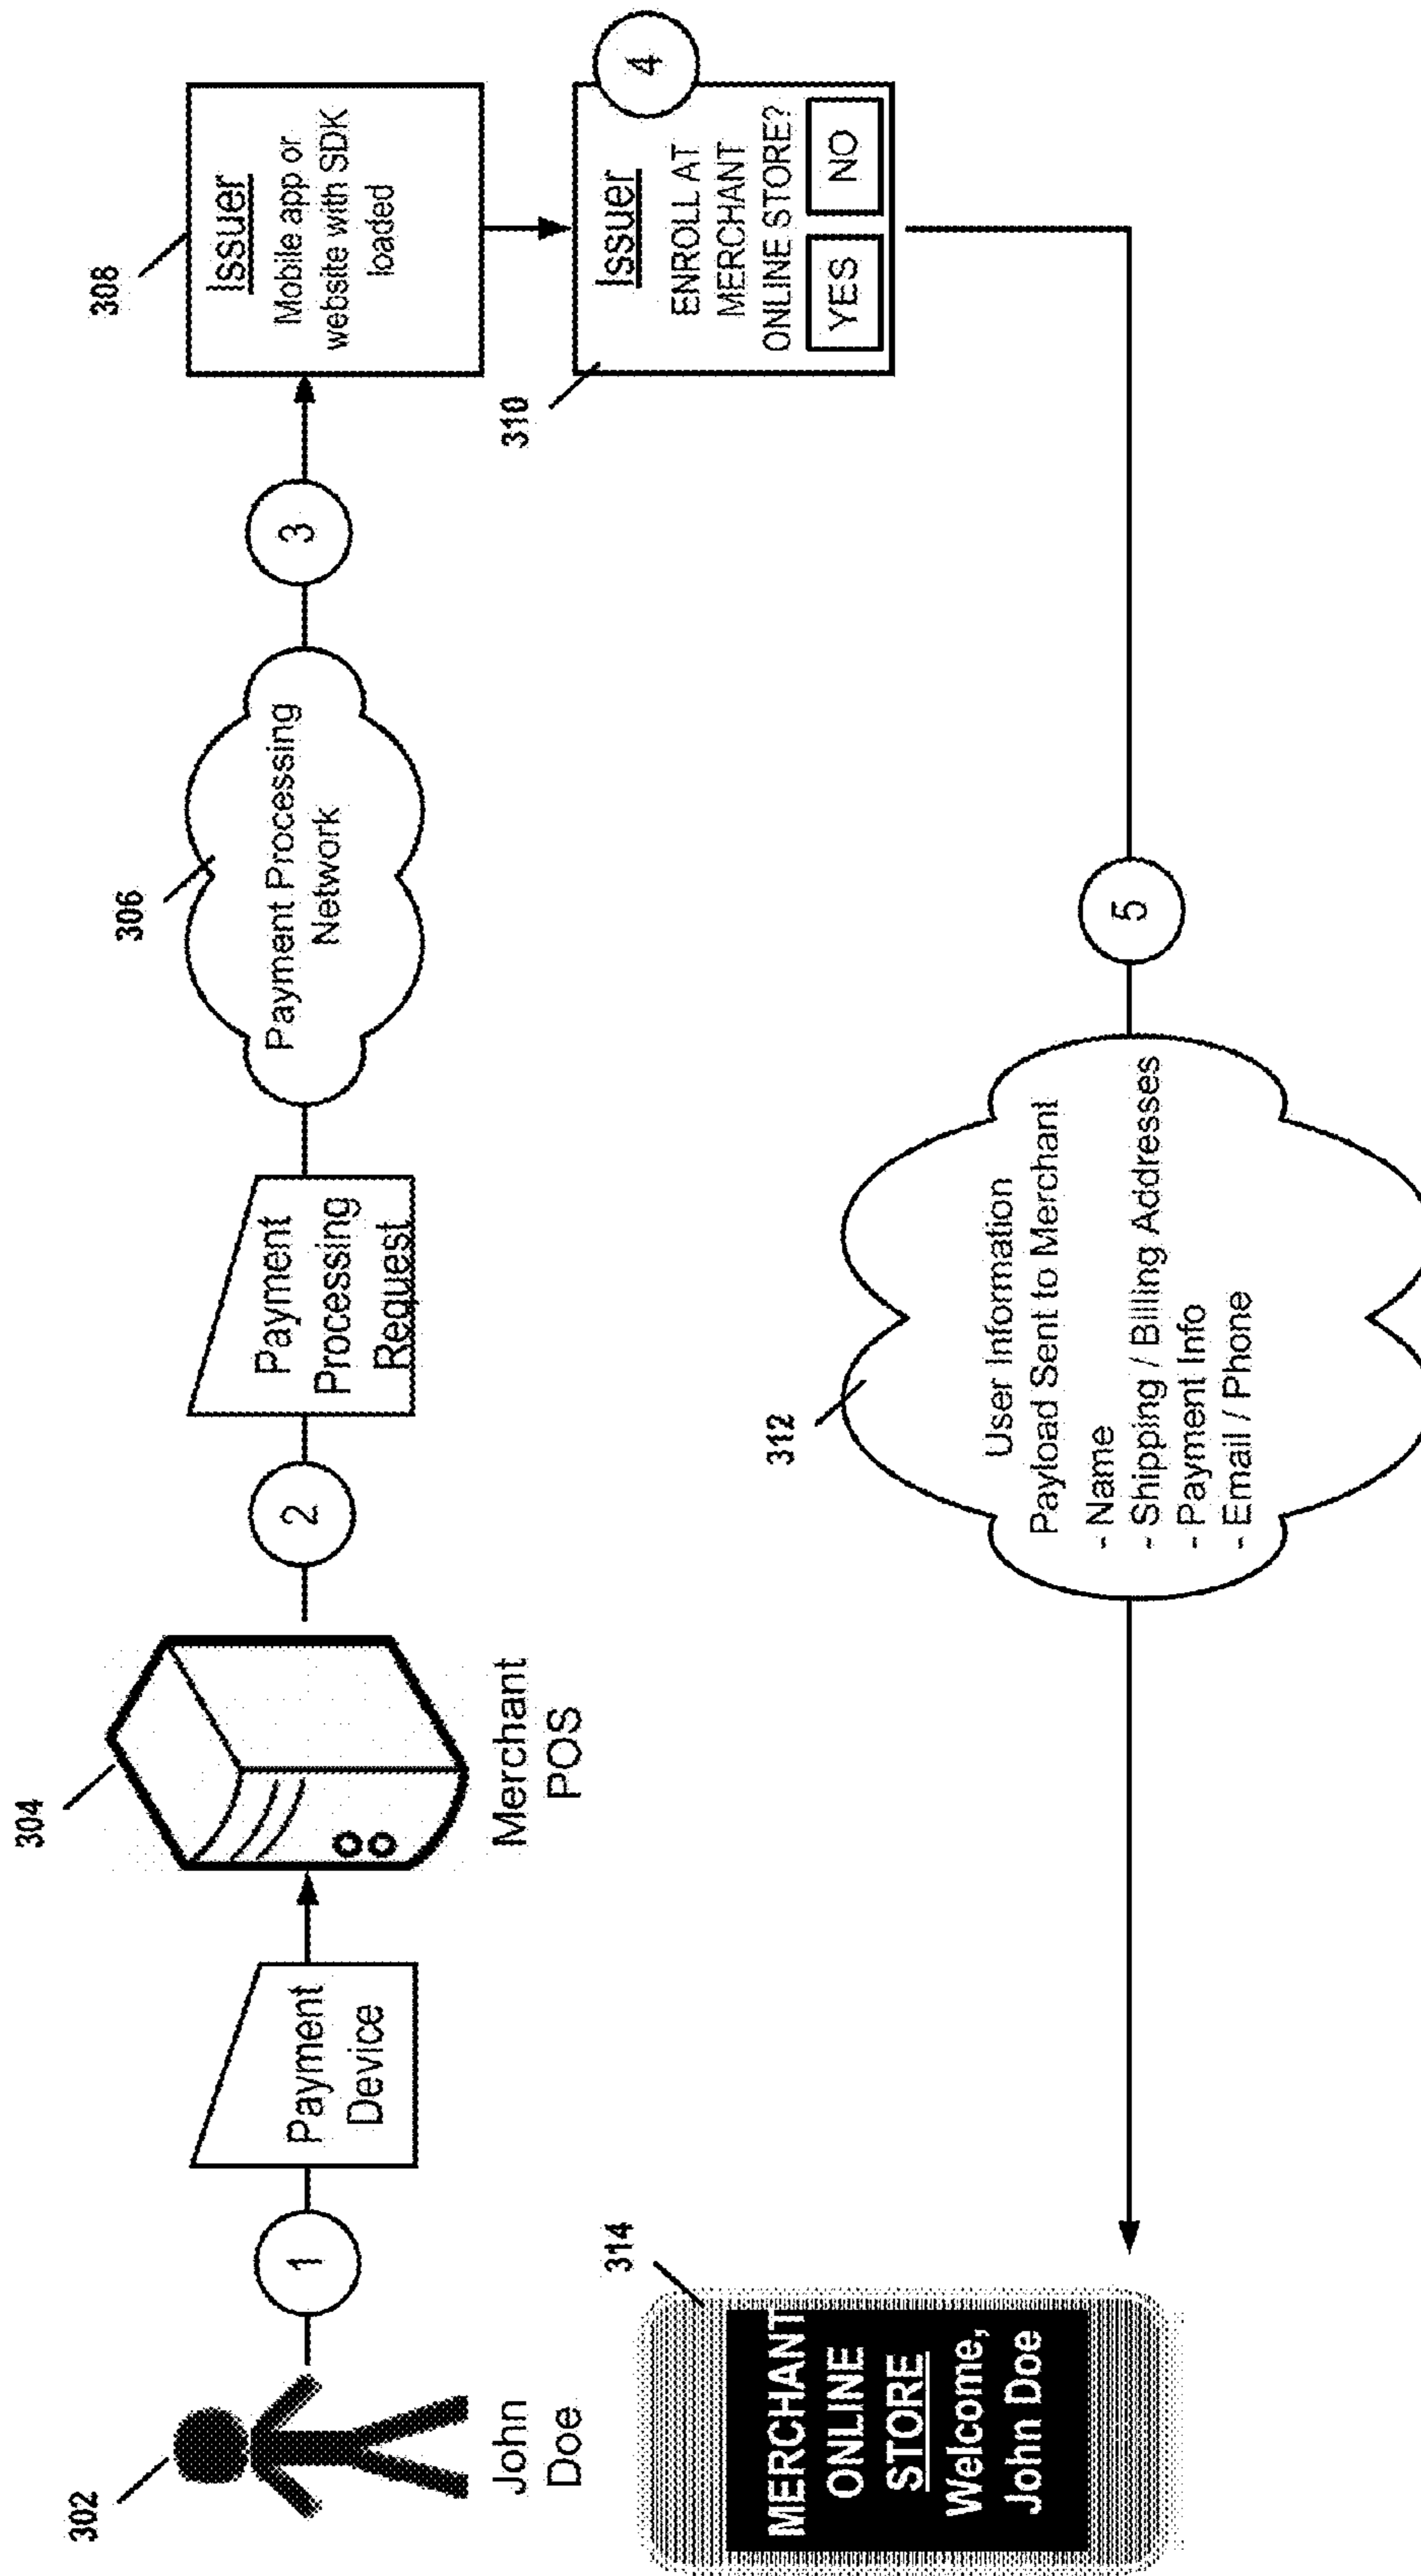 302
John
Doe
1
Payment
Device
304
Merchant
POS
2
Payment
Processing
Request
306
Payment Processing
Network
3
308
Issuer
Mobile app or
website with SDK
loaded
310
4
Issuer
ENROLL AT
MERCHANT
ONLINE STORE?
YES
NO
5
312
User Information
Payload Sent to Merchant
- Name
- Shipping / Billing Addresses
- Payment Info
- Email / Phone
314
MERCHANT
ONLINE
STORE
Welcome,
John Doe